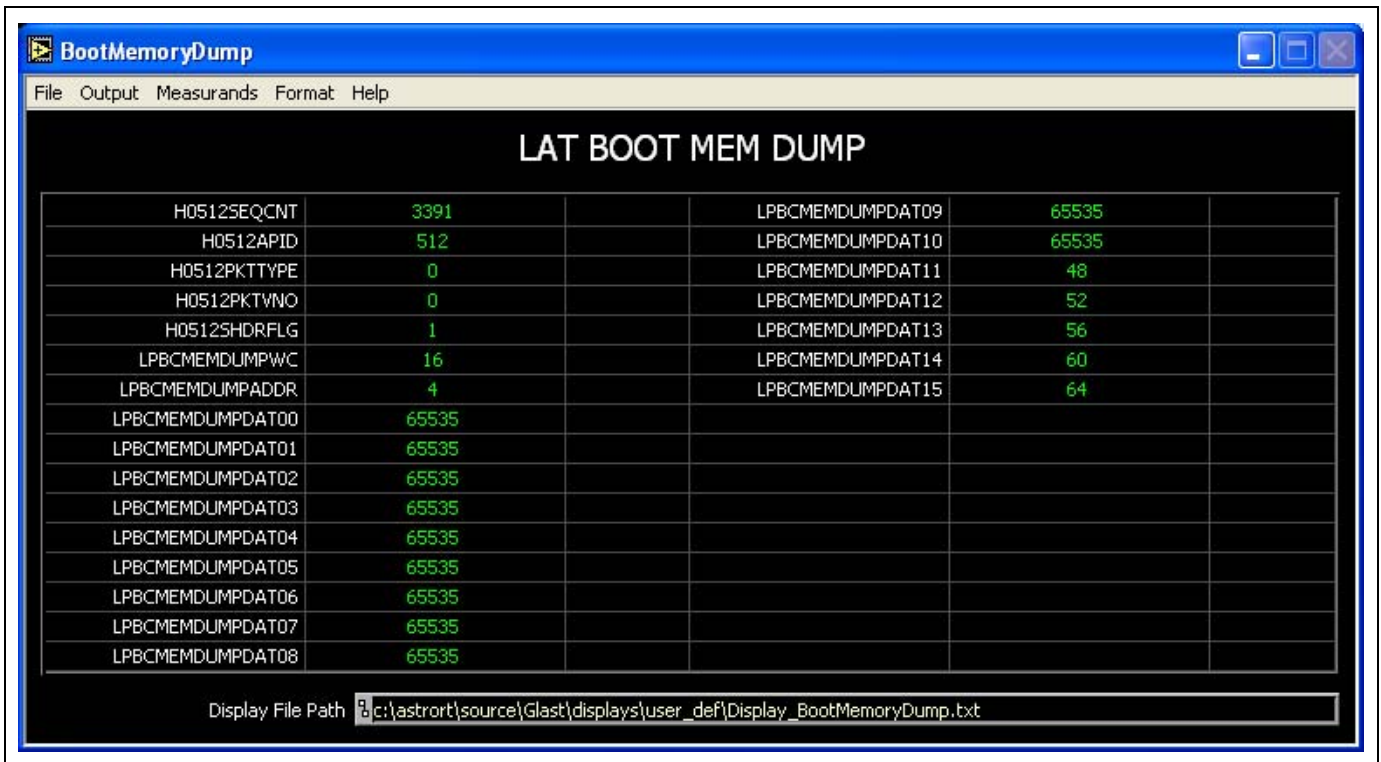 BootMemoryDump
File Output Measurands Format Help
LAT BOOT MEM DUMP
H0512SEQCNT 3391 LPBCMEMDUMPDAT09 65535
H0512APID 512 LPBCMEMDUMPDAT10 65535
H0512PKTTYPE 0 LPBCMEMDUMPDAT11 48
H0512PKTVNO 0 LPBCMEMDUMPDAT12 52
H0512SHDRFLG 1 LPBCMEMDUMPDAT13 56
LPBCMEMDUMPWC 16 LPBCMEMDUMPDAT14 60
LPBCMEMDUMPADDR 4 LPBCMEMDUMPDAT15 64
LPBCMEMDUMPDAT00 65535
LPBCMEMDUMPDAT01 65535
LPBCMEMDUMPDAT02 65535
LPBCMEMDUMPDAT03 65535
LPBCMEMDUMPDAT04 65535
LPBCMEMDUMPDAT05 65535
LPBCMEMDUMPDAT06 65535
LPBCMEMDUMPDAT07 65535
LPBCMEMDUMPDAT08 65535
Display File Path c:\astrort\source\Glast\displays\user_def\Display_BootMemoryDump.txt